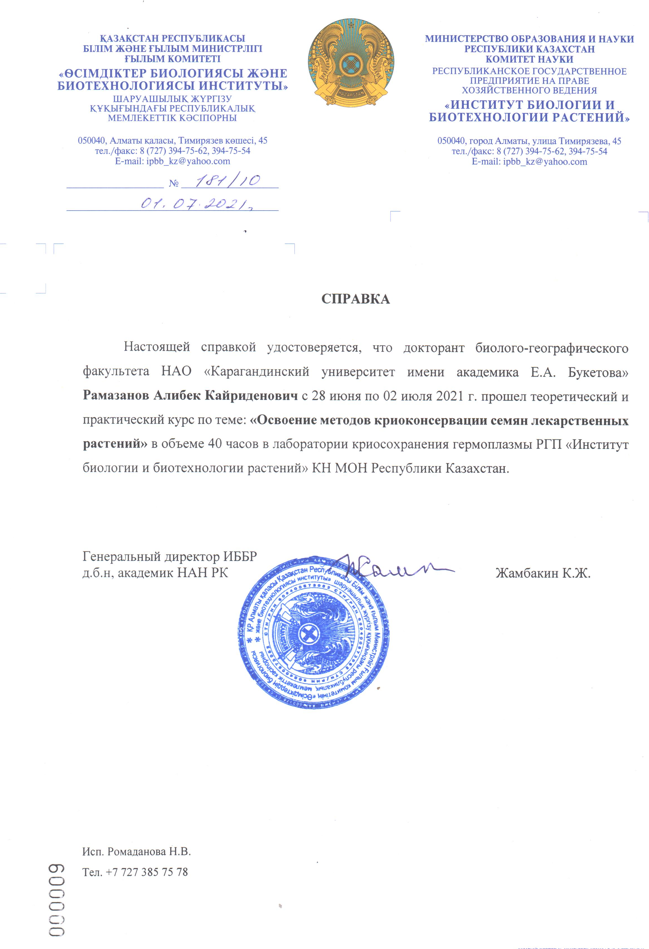 ҚАЗАҚСТАН РЕСПУБЛИКАСЫ
БІЛІМ ЖӘНЕ ҒЫЛЫМ МИНИСТРЛІГІ
ҒЫЛЫМ КОМИТЕТІ
«ӨСІМДІКТЕР БИОЛОГИЯСЫ ЖӘНЕ
БИОТЕХНОЛОГИЯСЫ ИНСТИТУТЫ»
ШАРУАШЫЛЫҚ ЖҮРГІЗУ
ҚҰҚЫҒЫНДАҒЫ РЕСПУБЛИКАЛЫҚ
МЕМЛЕКЕТТІК КӘСІПОРНЫ
050040, Алматы қаласы, Тимирязев көшесі, 45
тел./факс: 8 (727) 394-75-62, 394-75-54
E-mail: ipbb_kz@yahoo.com
№ 181/10
01.07.2021г.
МИНИСТЕРСТВО ОБРАЗОВАНИЯ И НАУКИ
РЕСПУБЛИКИ КАЗАХСТАН
КОМИТЕТ НАУКИ
РЕСПУБЛИКАНСКОЕ ГОСУДАРСТВЕННОЕ
ПРЕДПРИЯТИЕ НА ПРАВЕ
ХОЗЯЙСТВЕННОГО ВЕДЕНИЯ
«ИНСТИТУТ БИОЛОГИИ И
БИОТЕХНОЛОГИИ РАСТЕНИЙ»
050040, город Алматы, улица Тимирязева, 45
тел./факс: 8 (727) 394-75-62, 394-75-54
E-mail: ipbb_kz@yahoo.com
СПРАВКА
Настоящей справкой удостоверяется, что докторант биолого-географического
факультета НАО «Карагандинский университет имени академика Е.А. Букетова»
Рамазанов Алибек Кайриденович с 28 июня по 02 июля 2021 г. прошел теоретический и
практический курс по теме: «Освоение методов криоконсервации семян лекарственных
растений» в объеме 40 часов в лаборатории криосохранения гермоплазмы РГП «Институт
биологии и биотехнологии растений» КН МОН Республики Казахстан.
Генеральный директор ИББР
д.б.н, академик НАН РК Жамбакин К.Ж.
Исп. Ромаданова Н.В.
Тел. +7 727 385 75 78
000009